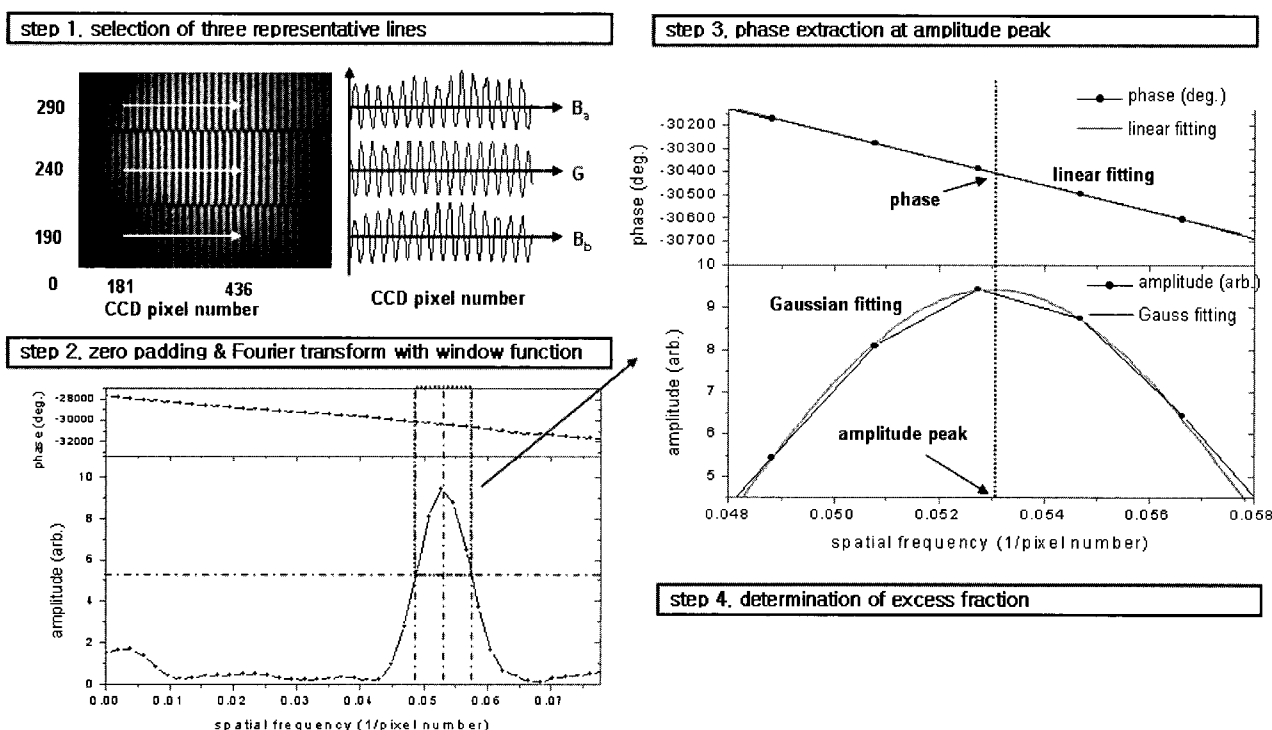 step 1, selection of three representative lines
290
240
190
0
181
436
CCD pixel number
B_a
G
B_b
CCD pixel number
step 2, zero padding & Fourier transform with window function
phase (deg.)
-28000
-30000
-32000
amplitude (arb.)
10
8
6
4
2
0
0.00
0.01
0.02
0.03
0.04
0.05
0.06
0.07
spatial frequency (1/pixel number)
step 3, phase extraction at amplitude peak
phase (deg.)
linear fitting
phase (deg.)
-30200
-30300
-30400
-30500
-30600
-30700
linear fitting
phase
amplitude (arb.)
10
9
8
7
6
5
amplitude (arb.)
Gauss fitting
Gaussian fitting
amplitude peak
0.048
0.050
0.052
0.054
0.056
0.058
spatial frequency (1/pixel number)
step 4, determination of excess fraction